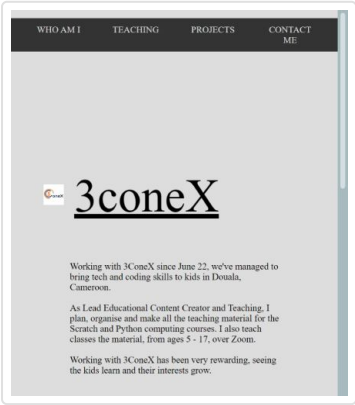 WHO AM I TEACHING PROJECTS CONTACT ME
3coneX
Working with 3ConeX since June 22, we've managed to
bring tech and coding skills to kids in Douala,
Cameroon.
As Lead Educational Content Creator and Teaching, I
plan, organise and make all the teaching material for the
Scratch and Python computing courses. I also teach
classes the material, from ages 5 - 17, over Zoom.
Working with 3ConeX has been very rewarding, seeing
the kids learn and their interests grow.